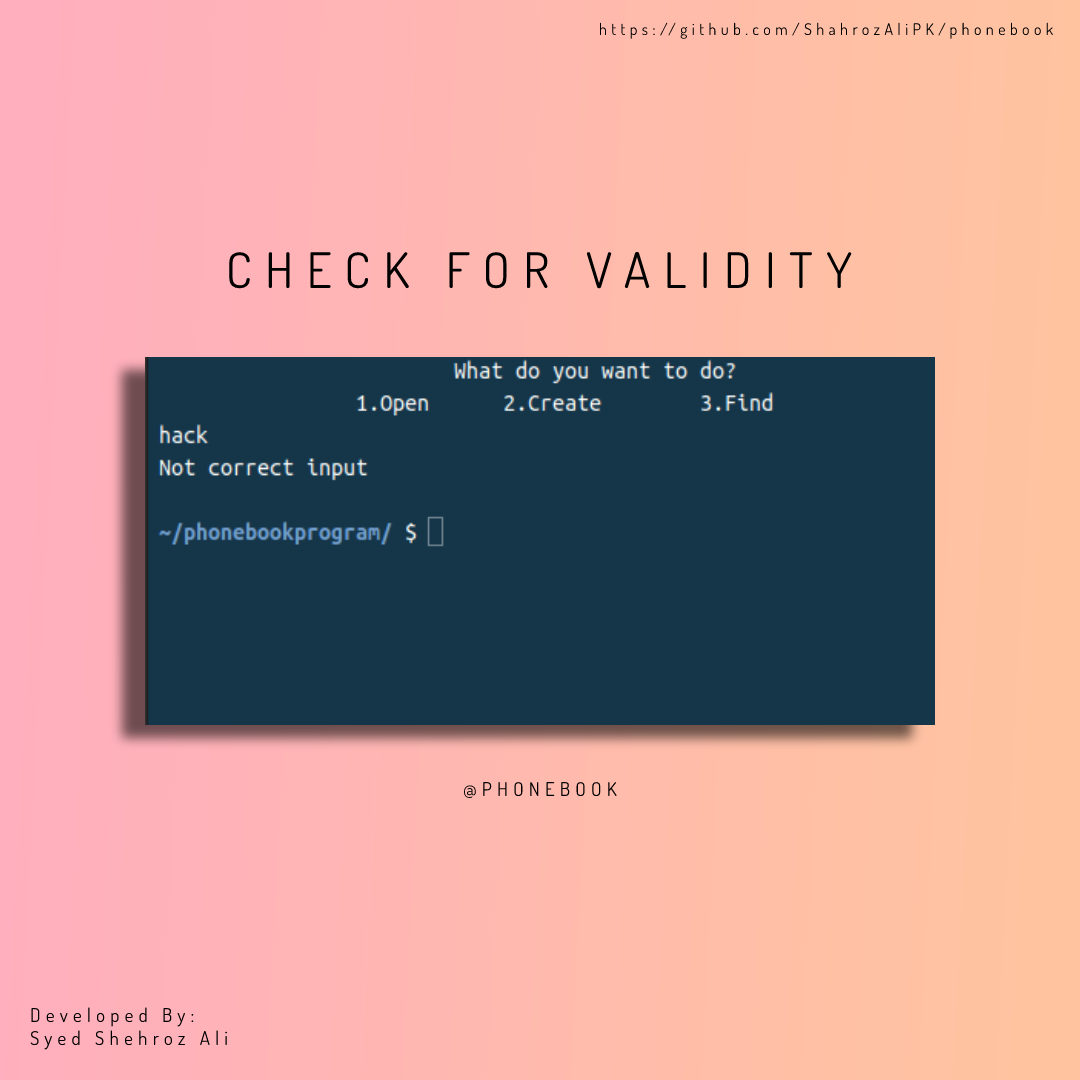 https://github.com/ShahrozAliPK/phonebook
CHECK FOR VALIDITY
What do you want to do?
1.Open 2.Create 3.Find
hack
Not correct input
~/phonebookprogram/ $
@PHONEBOOK
Developed By:
Syed Shehroz Ali